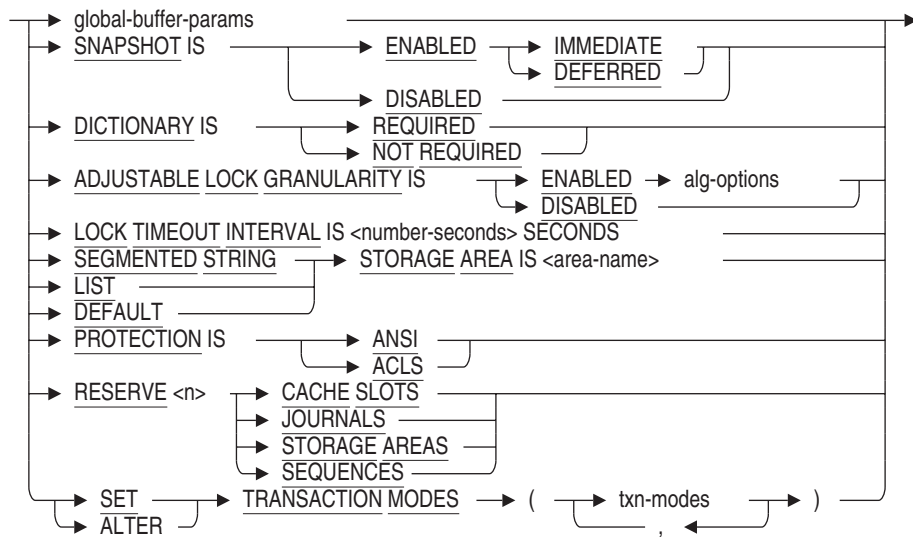 global-buffer-params
SNAPSHOT IS ENABLED IMMEDIATE
DEFERRED
DISABLED
DICTIONARY IS REQUIRED
NOT REQUIRED
ADJUSTABLE LOCK GRANULARITY IS ENABLED alg-options
DISABLED
LOCK TIMEOUT INTERVAL IS <number-seconds> SECONDS
SEGMENTED STRING STORAGE AREA IS <area-name>
LIST
DEFAULT
PROTECTION IS ANSI
ACLS
RESERVE <n> CACHE SLOTS
JOURNALS
STORAGE AREAS
SEQUENCES
SET TRANSACTION MODES ( txn-modes )
ALTER ,